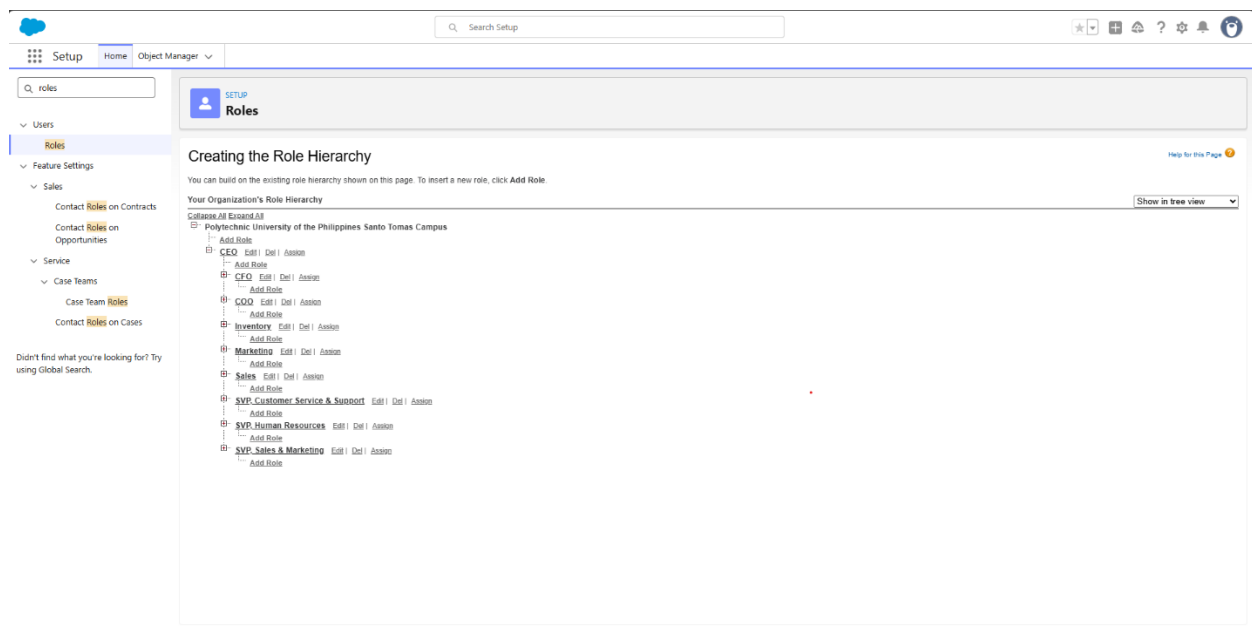 Search Setup
Setup Home Object Manager
roles
Users
Roles
Feature Settings
Sales
Contact Roles on Contracts
Contact Roles on
Opportunities
Service
Case Teams
Case Team Roles
Contact Roles on Cases
Didn't find what you're looking for? Try
using Global Search.
SETUP
Roles
Creating the Role Hierarchy
Help for this Page ?
You can build on the existing role hierarchy shown on this page. To insert a new role, click Add Role.
Your Organization's Role Hierarchy
Show in tree view
Collapse All Expand All
Polytechnic University of the Philippines Santo Tomas Campus
Add Role
CEO Edit | Del | Assign
Add Role
CFO Edit | Del | Assign
Add Role
COO Edit | Del | Assign
Add Role
Inventory Edit | Del | Assign
Add Role
Marketing Edit | Del | Assign
Add Role
Sales Edit | Del | Assign
Add Role
SVP, Customer Service & Support Edit | Del | Assign
Add Role
SVP, Human Resources Edit | Del | Assign
Add Role
SVP, Sales & Marketing Edit | Del | Assign
Add Role